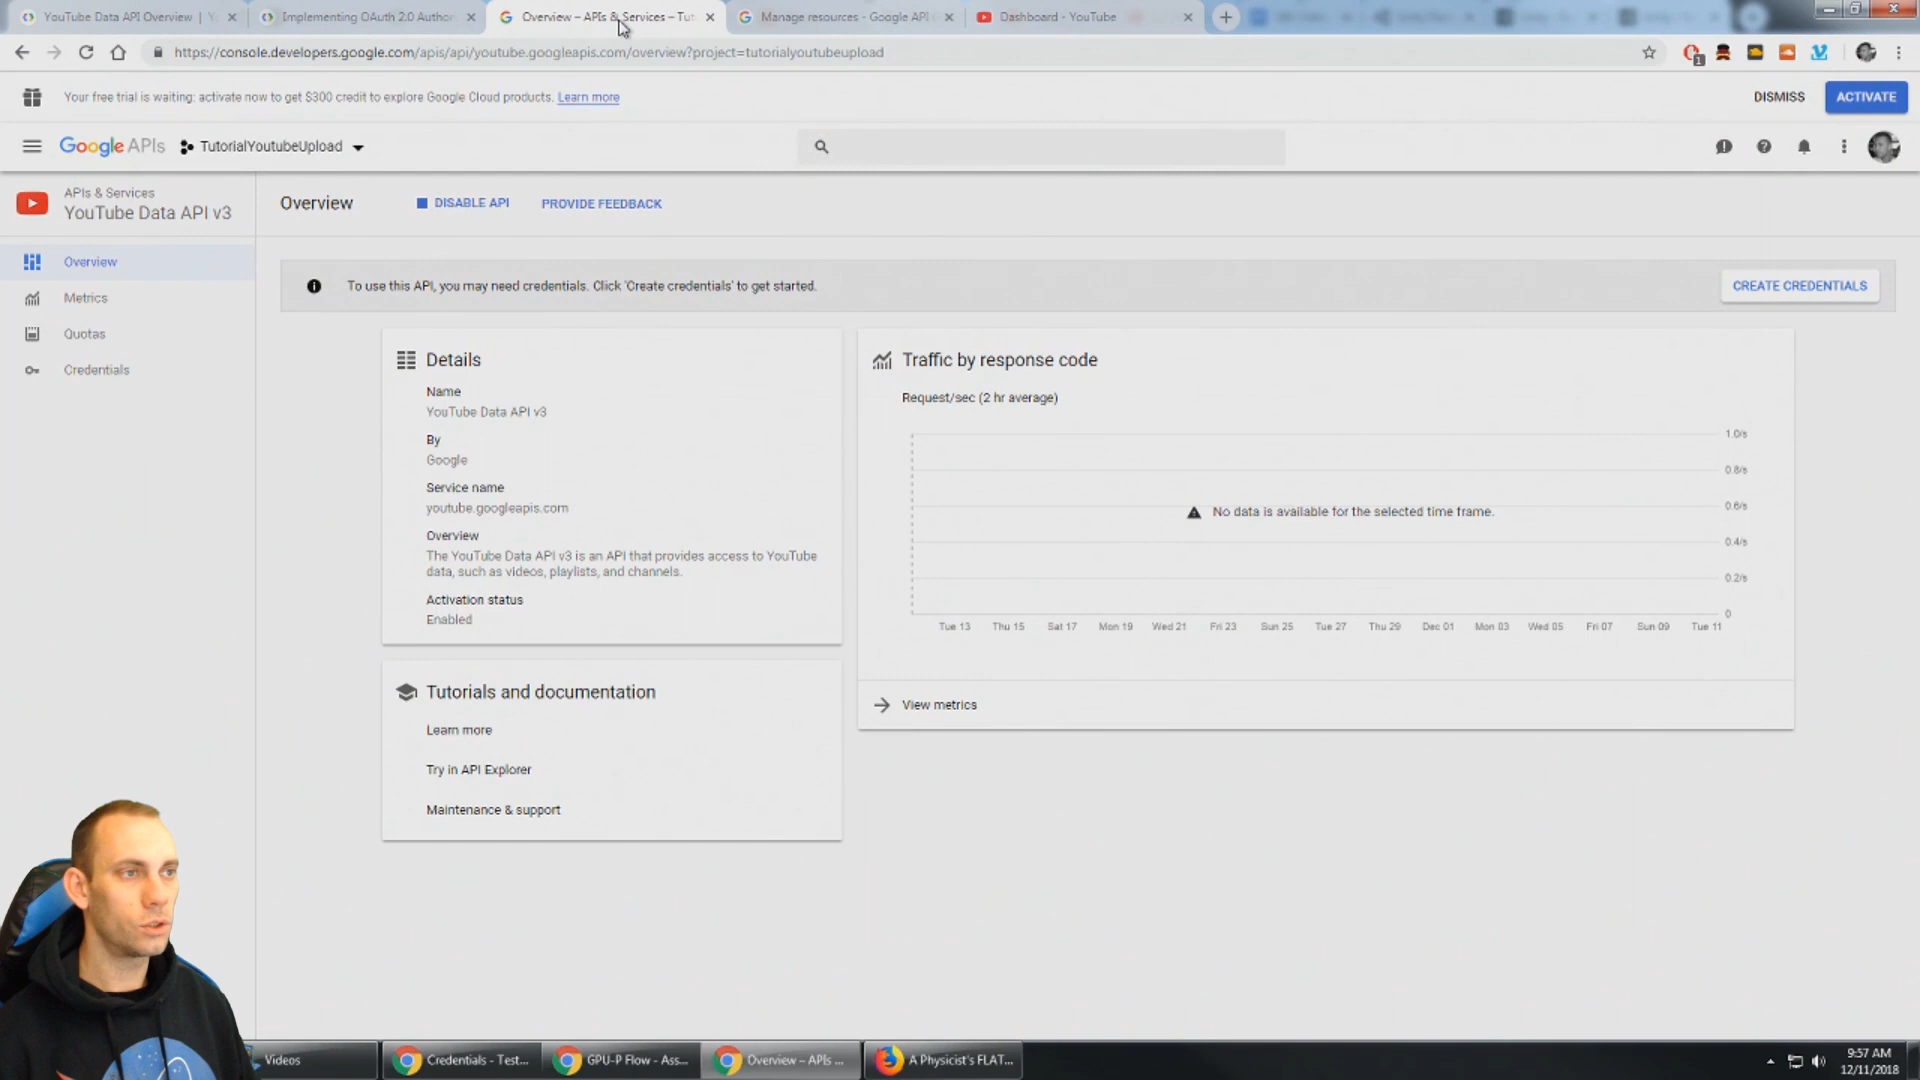 YouTube Data API Overview | Y
Implementing OAuth 2.0 Author
Overview – APIs & Services – Tut
Manage resources - Google API
Dashboard - YouTube
https://console.developers.google.com/apis/api/youtube.googleapis.com/overview?project=tutorialyoutubeupload
1
Your free trial is waiting: activate now to get $300 credit to explore Google Cloud products. Learn more
DISMISS
ACTIVATE
Google APIs
TutorialYoutubeUpload
APIs & Services
YouTube Data API v3
Overview
DISABLE API
PROVIDE FEEDBACK
Overview
Metrics
Quotas
Credentials
To use this API, you may need credentials. Click 'Create credentials' to get started.
CREATE CREDENTIALS
Details
Name
YouTube Data API v3
By
Google
Service name
youtube.googleapis.com
Overview
The YouTube Data API v3 is an API that provides access to YouTube
data, such as videos, playlists, and channels.
Activation status
Enabled
Tutorials and documentation
Learn more
Try in API Explorer
Maintenance & support
Traffic by response code
Request/sec (2 hr average)
1.0/s
0.8/s
0.6/s
0.4/s
0.2/s
0
No data is available for the selected time frame.
Tue 13 Thu 15 Sat 17 Mon 19 Wed 21 Fri 23 Sun 25 Tue 27 Thu 29 Dec 01 Mon 03 Wed 05 Fri 07 Sun 09 Tue 11
View metrics
Videos
Credentials - Test...
GPU-P Flow - Ass...
Overview – APIs ...
A Physicist's FLAT...
9:57 AM
12/11/2018